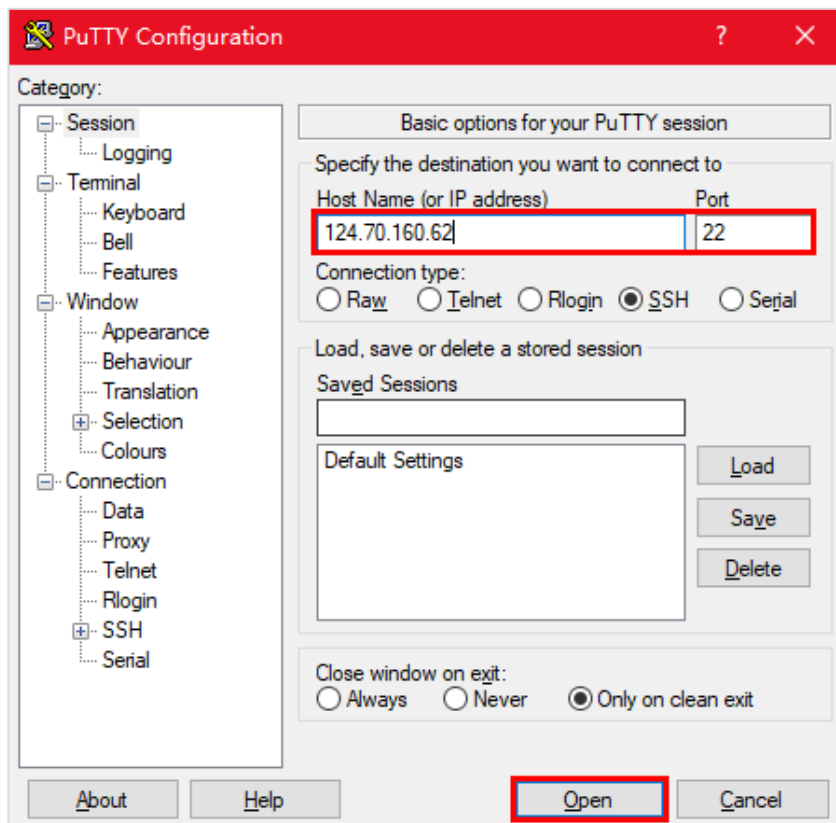 PuTTY Configuration
?
Category:
Session
Logging
Terminal
Keyboard
Bell
Features
Window
Appearance
Behaviour
Translation
Selection
Colours
Connection
Data
Proxy
Telnet
Rlogin
SSH
Serial
Basic options for your PuTTY session
Specify the destination you want to connect to
Host Name (or IP address) Port
124.70.160.62 22
Connection type:
Raw Telnet Rlogin SSH Serial
Load, save or delete a stored session
Saved Sessions
Default Settings
Load
Save
Delete
Close window on exit:
Always Never Only on clean exit
About Help Open Cancel